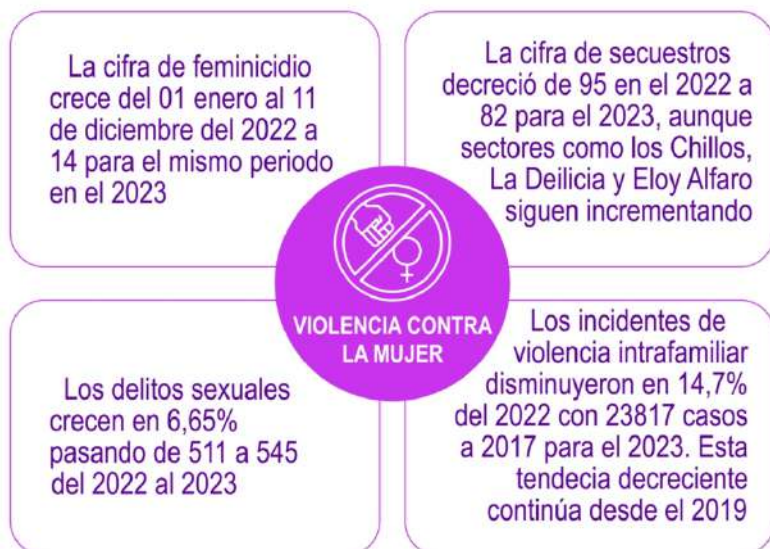 La cifra de feminicidio
crece del 01 enero al 11
de diciembre del 2022 a
14 para el mismo periodo
en el 2023
La cifra de secuestros
decreció de 95 en el 2022 a
82 para el 2023, aunque
sectores como los Chillos,
La Deilicia y Eloy Alfaro
siguen incrementando
VIOLENCIA CONTRA
LA MUJER
Los delitos sexuales
crecen en 6,65%
pasando de 511 a 545
del 2022 al 2023
Los incidentes de
violencia intrafamiliar
disminuyeron en 14,7%
del 2022 con 23817 casos
a 2017 para el 2023. Esta
tendecia decreciente
continúa desde el 2019